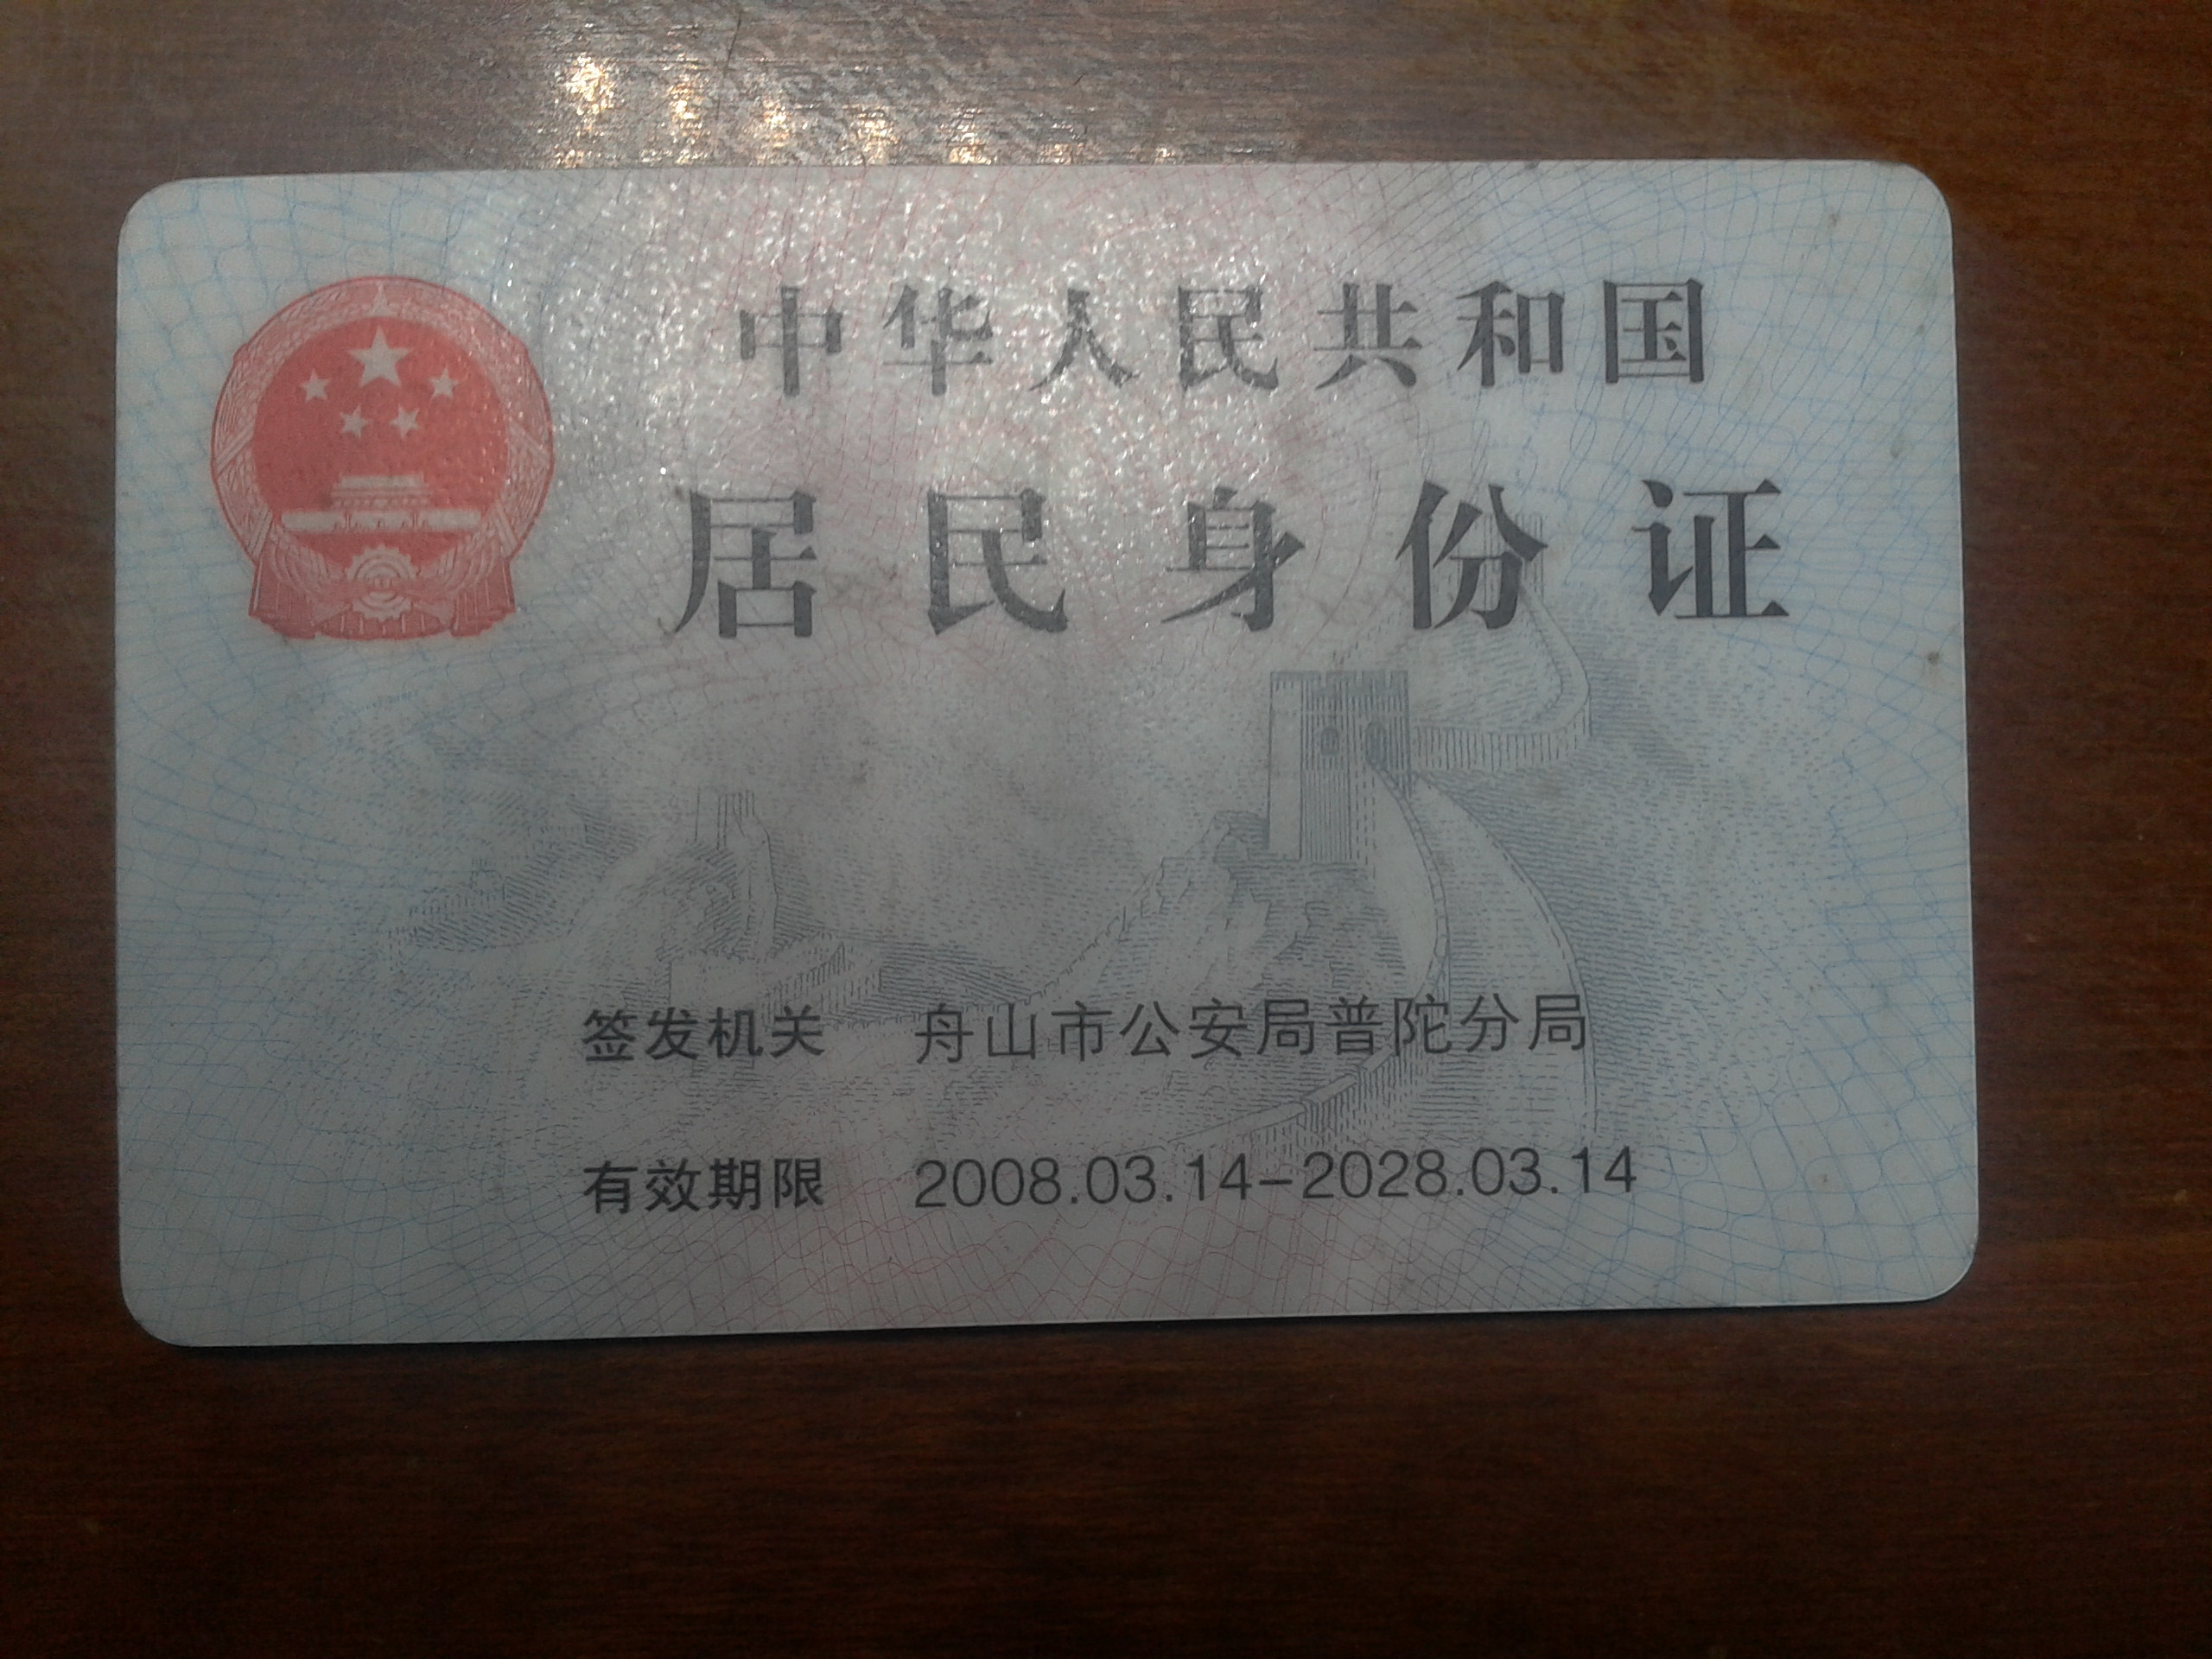 中华人民共和国
居民身份证
签发机关 舟山市公安局普陀分局
有效期限 2008.03.14-2028.03.14